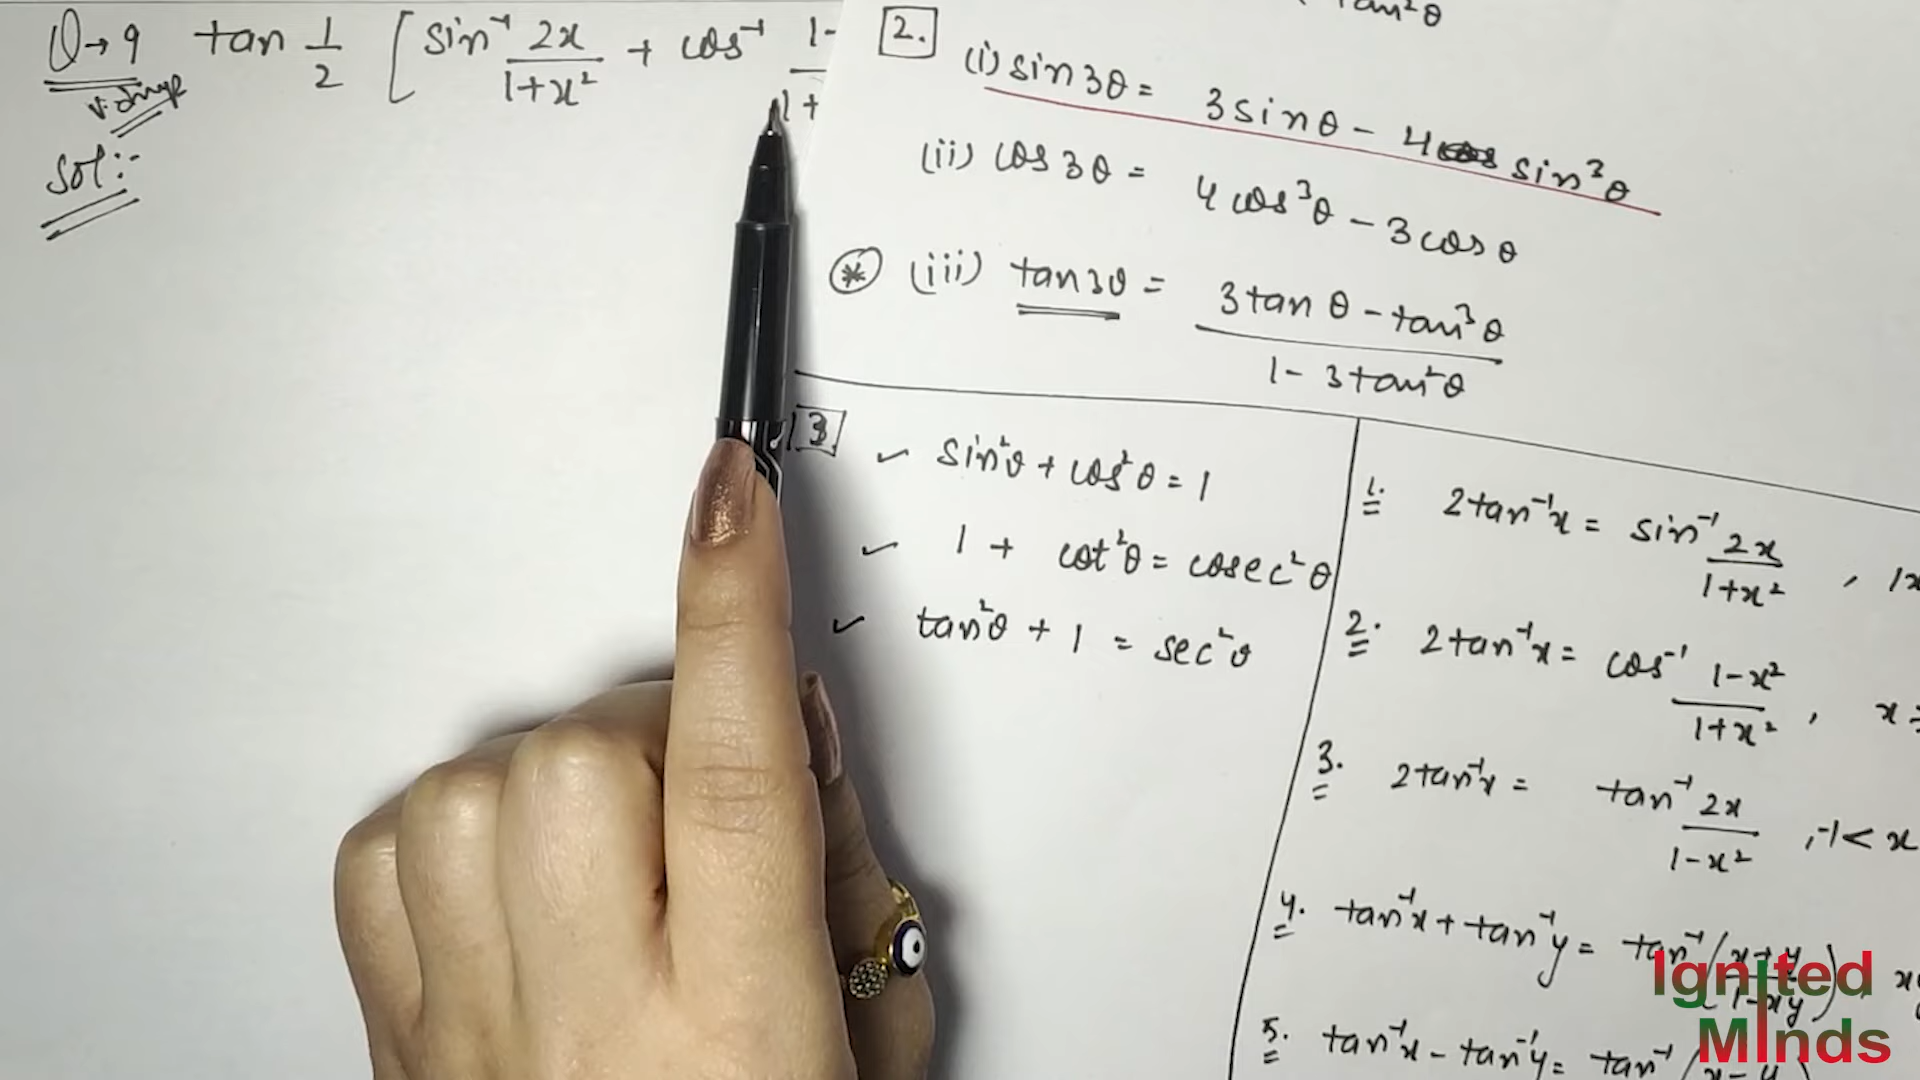 Q→9 tan 1/2 [ sin⁻¹ 2x/1+x² + cos⁻¹ 1-/1+
v. Imp
Sol:-
tan²θ
2.
(i) sin3θ = 3sinθ - 4 sin³θ
(ii) cos3θ = 4cos³θ - 3cosθ
* (iii) tan3θ = 3tanθ - tan³θ / 1 - 3tan²θ
3.
✓ sin²θ + cos²θ = 1
✓ 1 + cot²θ = cosec²θ
✓ tan²θ + 1 = sec²θ
1. 2tan⁻¹x = sin⁻¹ 2x/1+x² , |x
2. 2tan⁻¹x = cos⁻¹ 1-x²/1+x² , x ≥
3. 2tan⁻¹x = tan⁻¹ 2x/1-x² , -1 < x
4. tan⁻¹x + tan⁻¹y = tan⁻¹ (x+y/1-xy) , xy
5. tan⁻¹x - tan⁻¹y = tan⁻¹ (x-y
Ignited
Minds